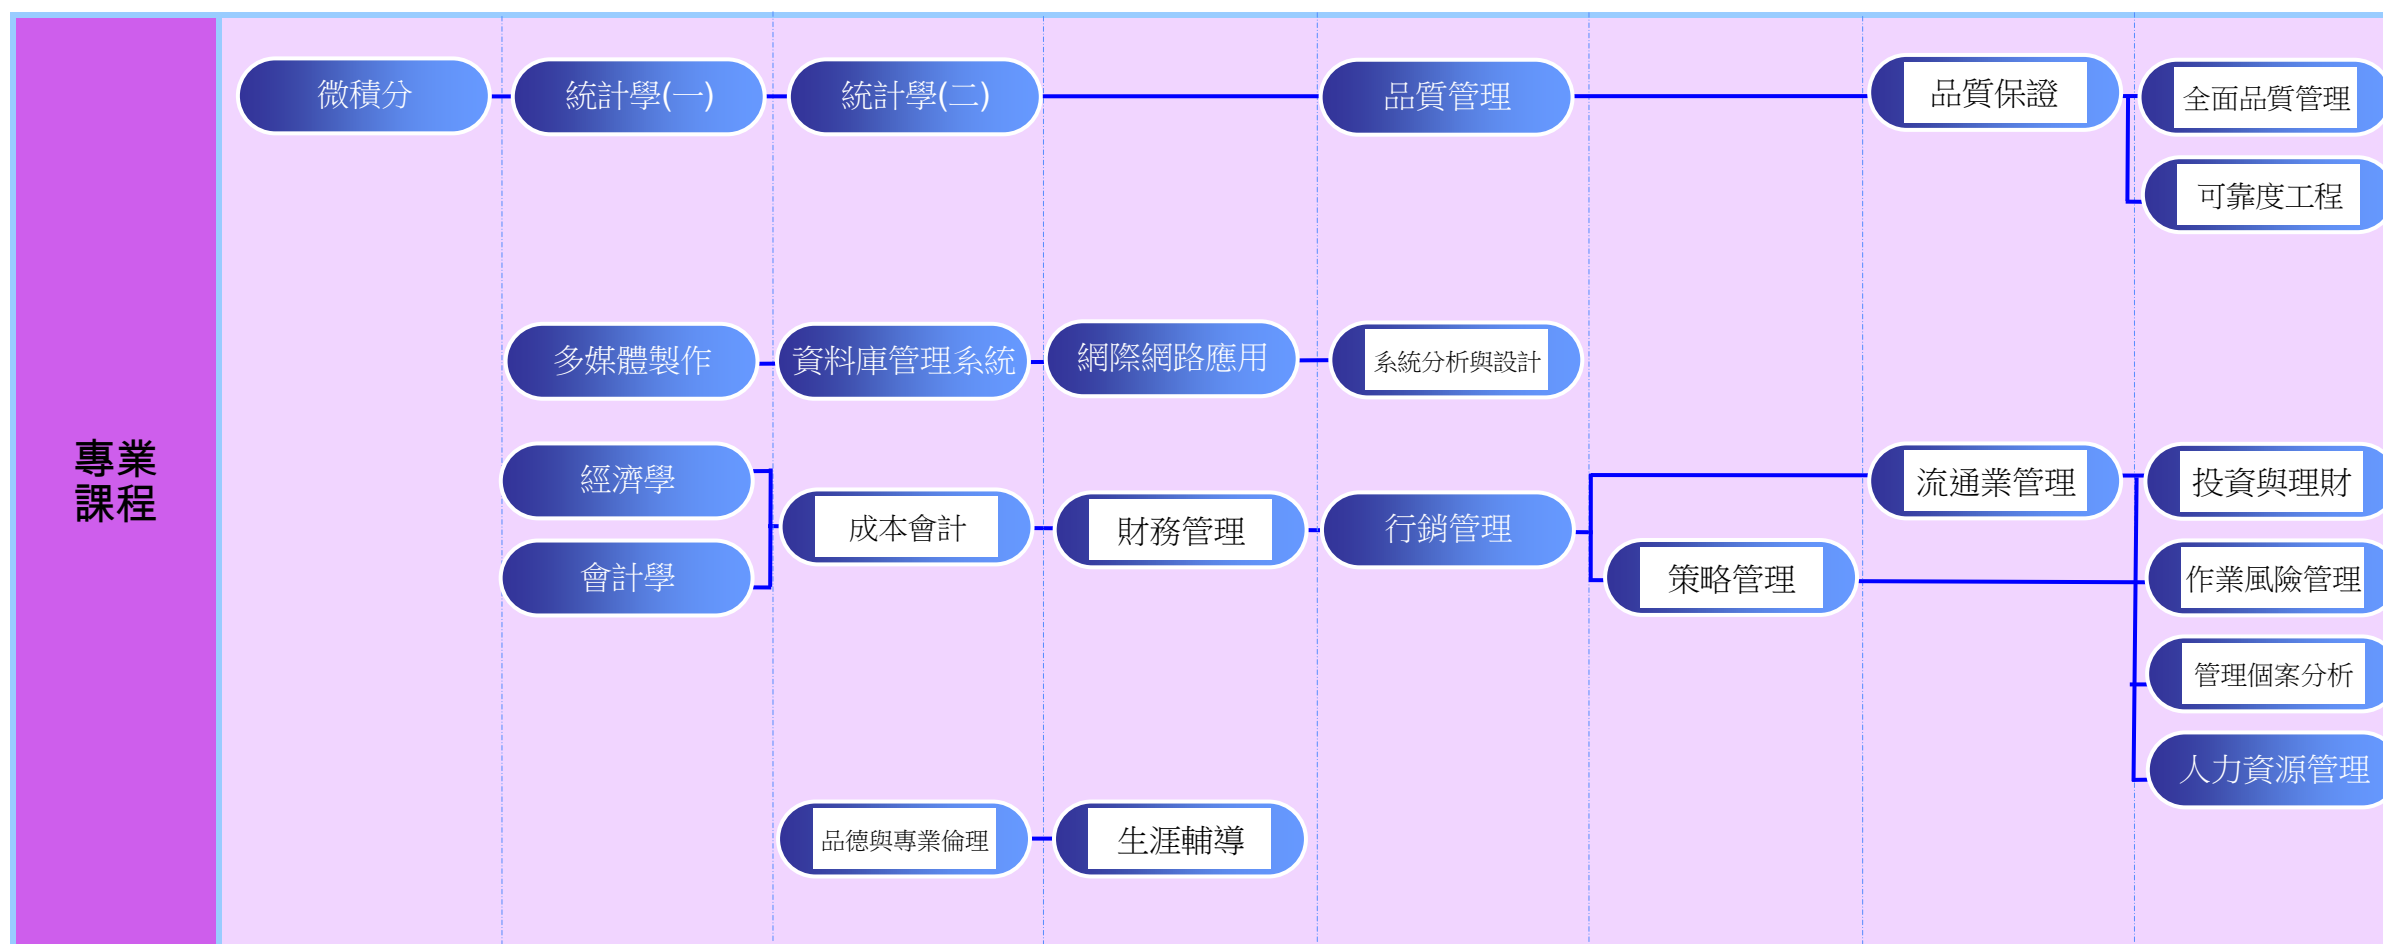 專業
課程
微積分
統計學(一)
統計學(二)
品質管理
品質保證
全面品質管理
可靠度工程
多媒體製作
資料庫管理系統
網際網路應用
系統分析與設計
經濟學
會計學
成本會計
財務管理
行銷管理
策略管理
流通業管理
投資與理財
作業風險管理
管理個案分析
人力資源管理
品德與專業倫理
生涯輔導